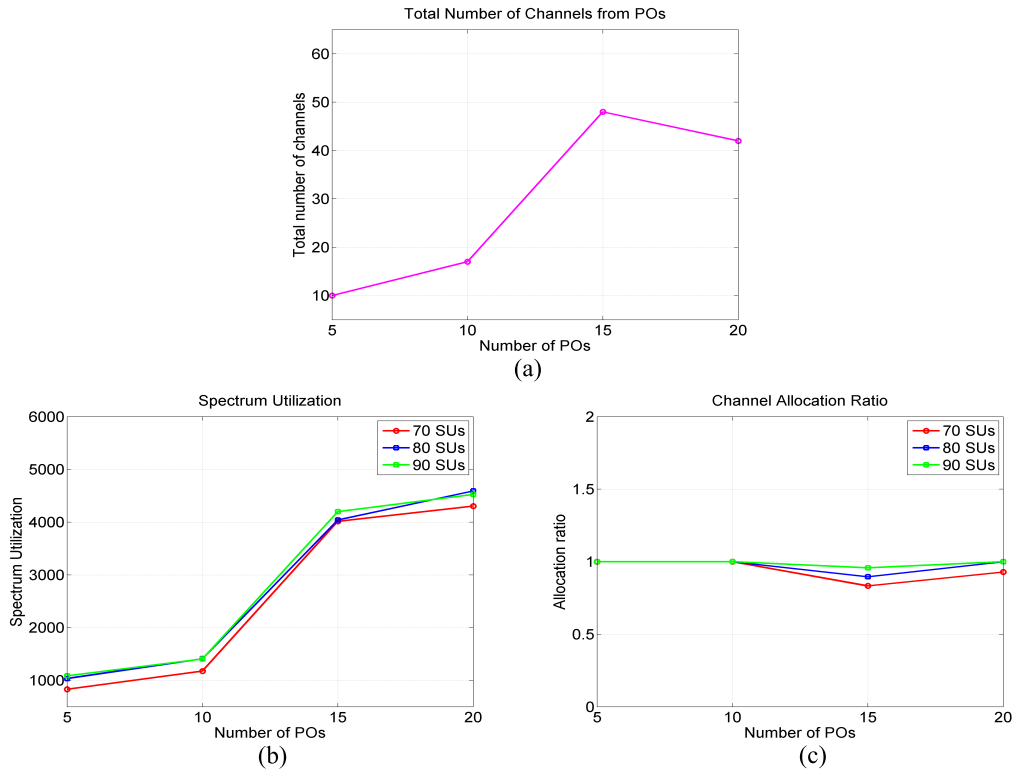 Total Number of Channels from POs
Total number of channels
60
50
40
30
20
10
5 10 15 20
Number of POs
(a)
Spectrum Utilization
Spectrum Utilization
6000
5000
4000
3000
2000
1000
5 10 15 20
Number of POs
70 SUs
80 SUs
90 SUs
(b)
Channel Allocation Ratio
Allocation ratio
2
1.5
1
0.5
0
5 10 15 20
Number of POs
70 SUs
80 SUs
90 SUs
(c)